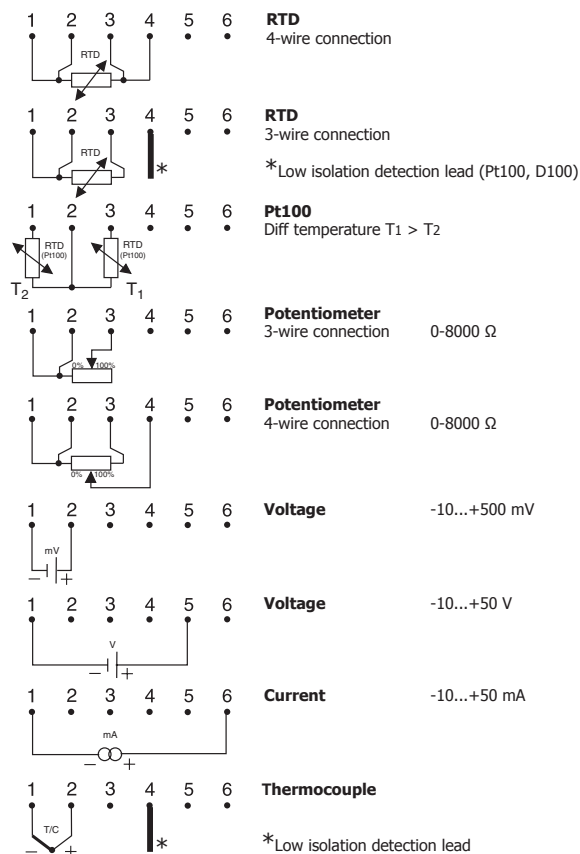 1 2 3 4 5 6
RTD
RTD
4-wire connection
1 2 3 4 5 6
RTD
*
RTD
3-wire connection
*Low isolation detection lead (Pt100, D100)
1 2 3 4 5 6
RTD
(Pt100)
RTD
(Pt100)
T2
T1
Pt100
Diff temperature T1 > T2
1 2 3 4 5 6
0% 100%
Potentiometer
3-wire connection 0-8000 Ω
1 2 3 4 5 6
0% 100%
Potentiometer
4-wire connection 0-8000 Ω
1 2 3 4 5 6
mV
− +
Voltage -10...+500 mV
1 2 3 4 5 6
V
− +
Voltage -10...+50 V
1 2 3 4 5 6
mA
− +
Current -10...+50 mA
1 2 3 4 5 6
T/C
− +
*
Thermocouple
*Low isolation detection lead